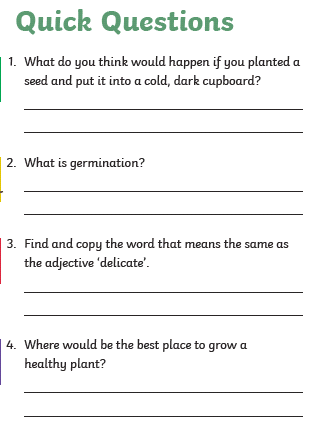 Quick Questions
1. What do you think would happen if you planted a
seed and put it into a cold, dark cupboard?
2. What is germination?
3. Find and copy the word that means the same as
the adjective ‘delicate’.
4. Where would be the best place to grow a
healthy plant?